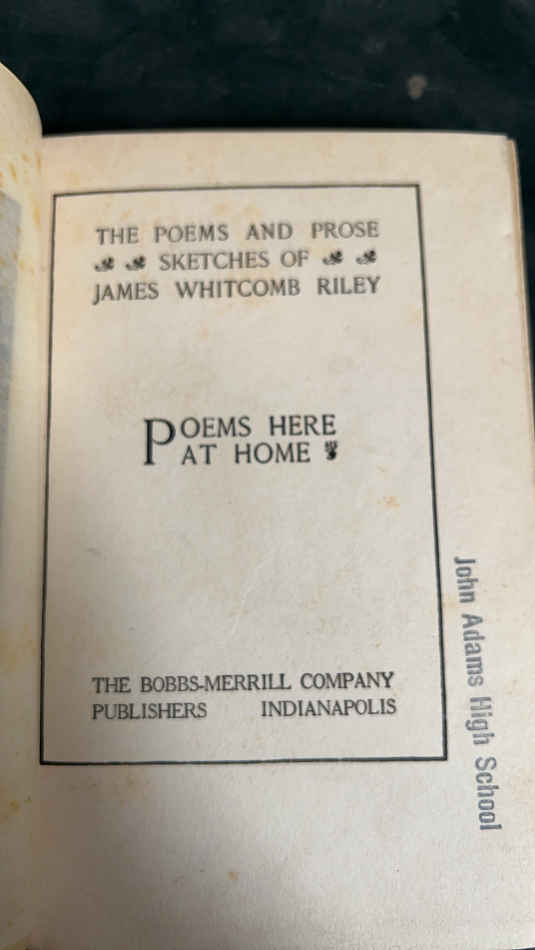 THE POEMS AND PROSE
SKETCHES OF
JAMES WHITCOMB RILEY
POEMS HERE
AT HOME
THE BOBBS-MERRILL COMPANY
PUBLISHERS INDIANAPOLIS
John Adams High School